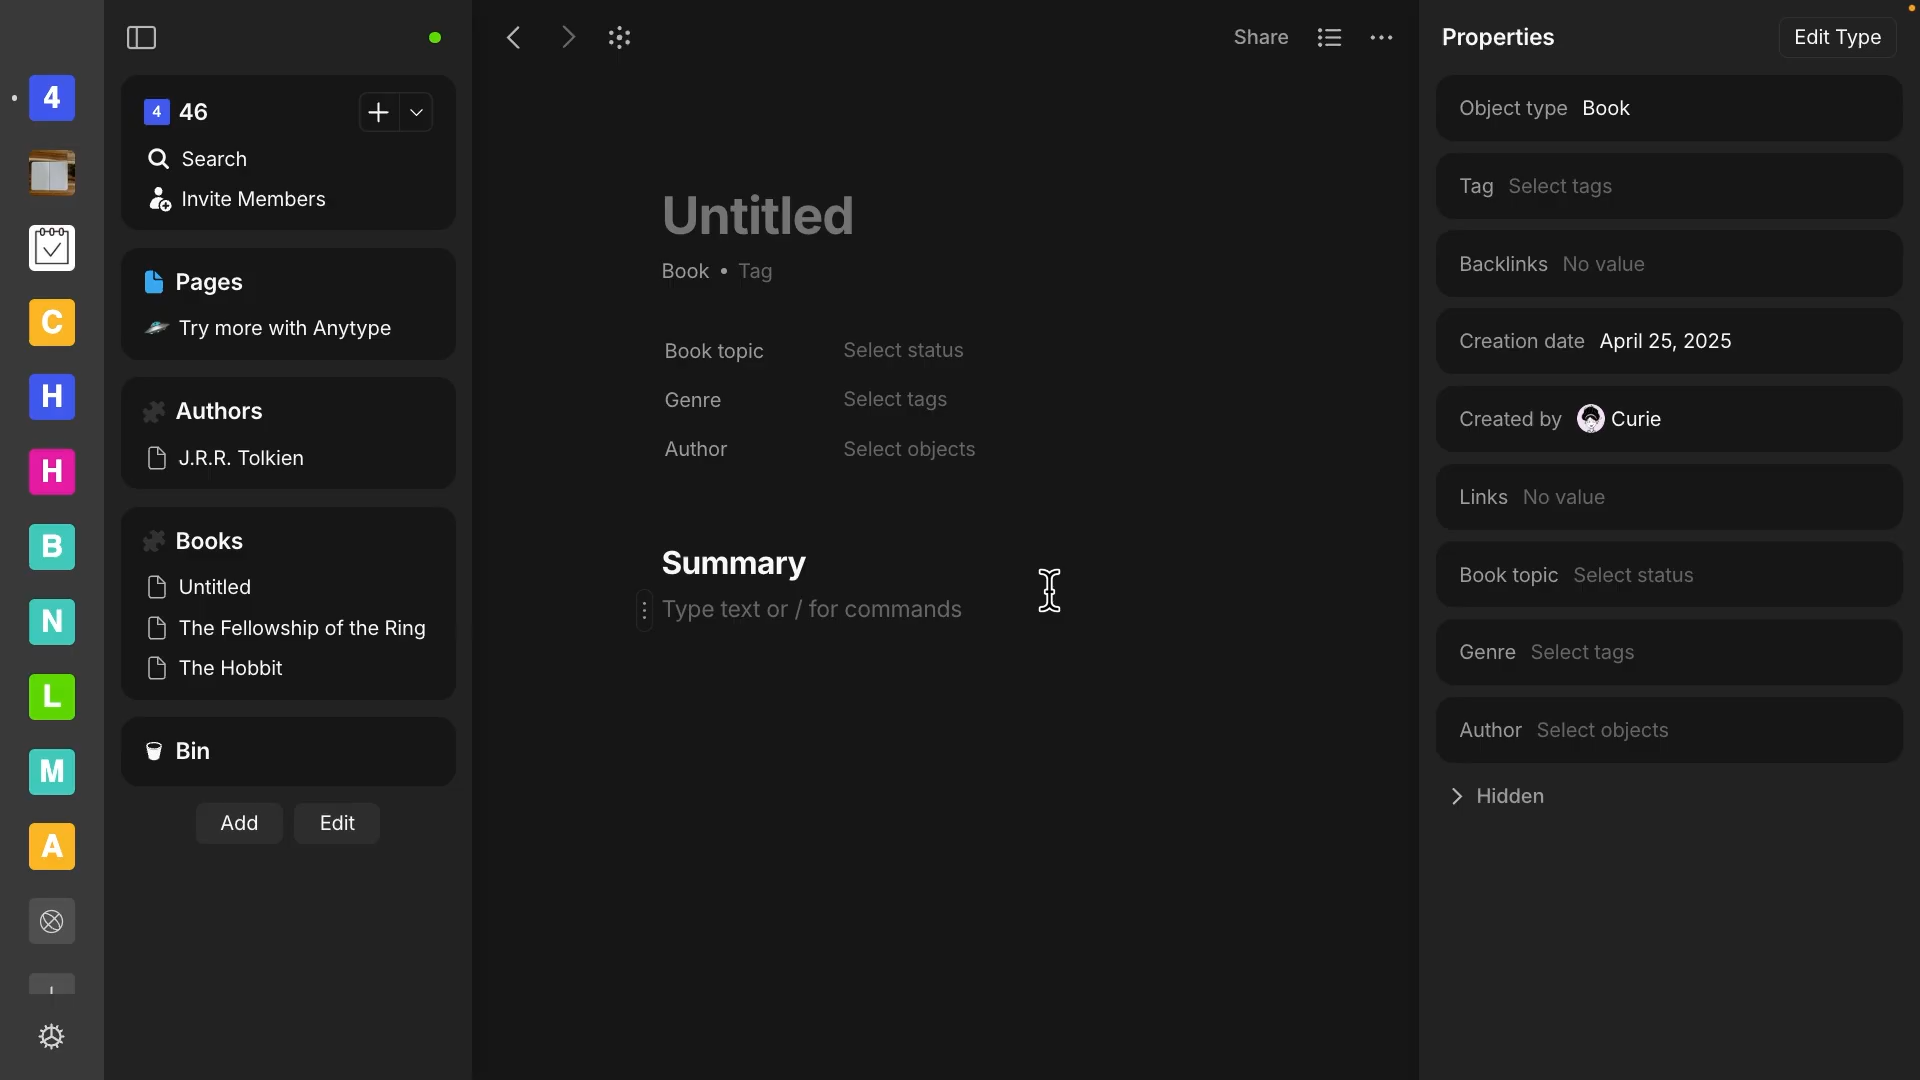 4
C
H
H
B
N
L
M
A
4 46
Search
Invite Members
Pages
Try more with Anytype
Authors
J.R.R. Tolkien
Books
Untitled
The Fellowship of the Ring
The Hobbit
Bin
Add Edit
Share
Untitled
Book • Tag
Book topic Select status
Genre Select tags
Author Select objects
Summary
Type text or / for commands
Properties Edit Type
Object type Book
Tag Select tags
Backlinks No value
Creation date April 25, 2025
Created by Curie
Links No value
Book topic Select status
Genre Select tags
Author Select objects
Hidden